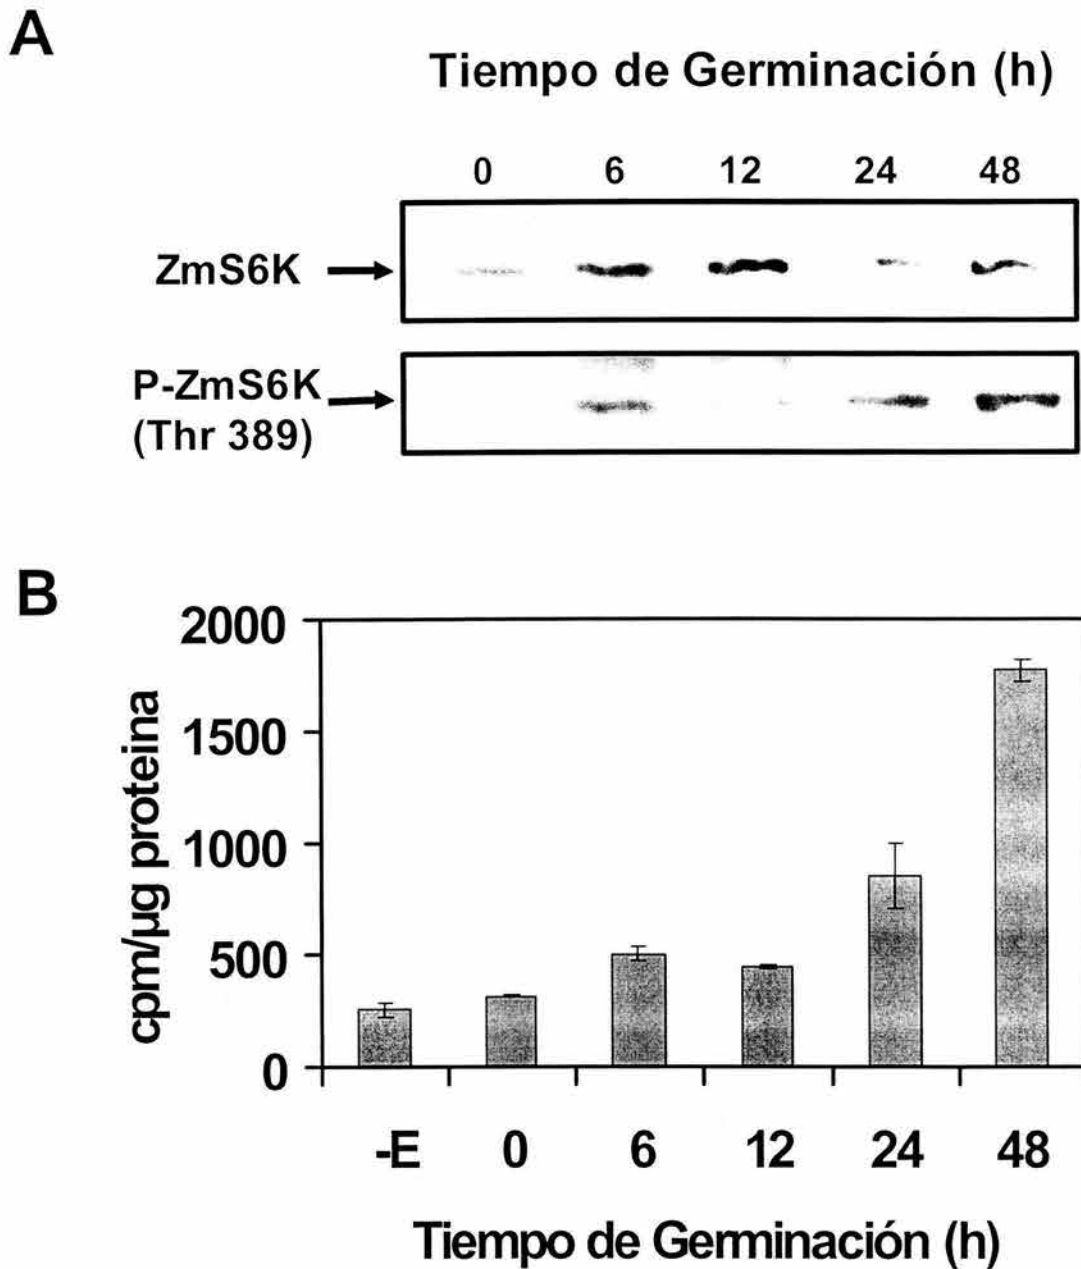 A
Tiempo de Germinación (h)
0 6 12 24 48
ZmS6K
P-ZmS6K
(Thr 389)
B
2000
1500
1000
500
0
cpm/µg proteina
-E 0 6 12 24 48
Tiempo de Germinación (h)